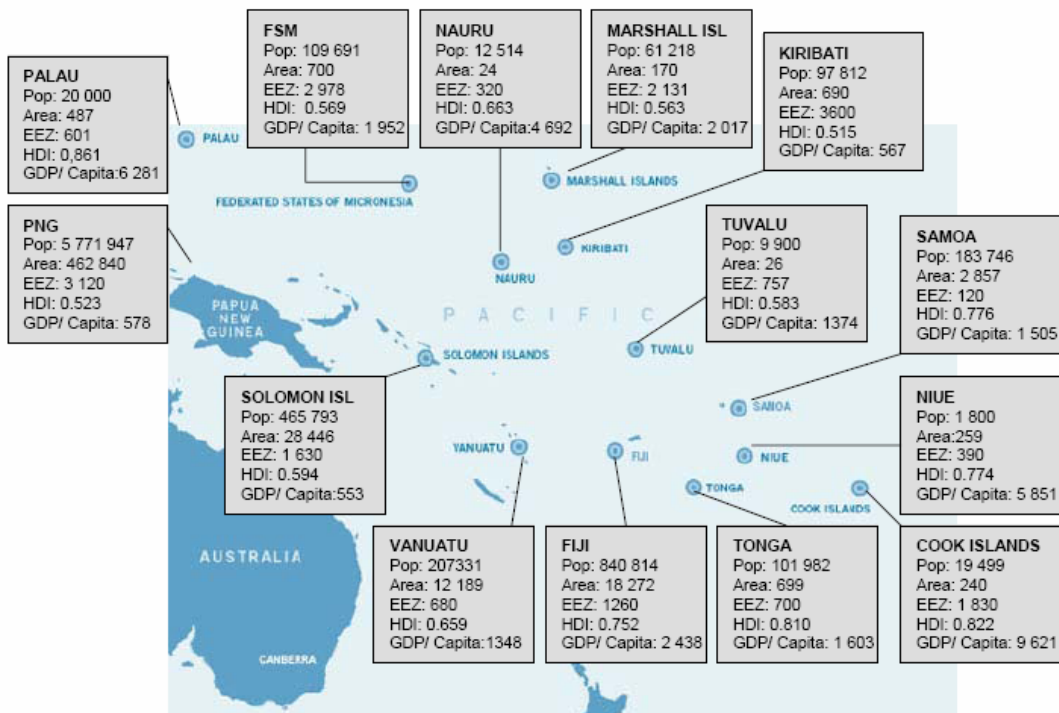 FSM
Pop: 109 691
Area: 700
EEZ: 2 978
HDI: 0.569
GDP/ Capita: 1 952
NAURU
Pop: 12 514
Area: 24
EEZ: 320
HDI: 0.663
GDP/ Capita:4 692
MARSHALL ISL
Pop: 61 218
Area: 170
EEZ: 2 131
HDI: 0.563
GDP/ Capita: 2 017
KIRIBATI
Pop: 97 812
Area: 690
EEZ: 3600
HDI: 0.515
GDP/ Capita: 567
PALAU
Pop: 20 000
Area: 487
EEZ: 601
HDI: 0,861
GDP/ Capita:6 281
PALAU
FEDERATED STATES OF MICRONESIA
MARSHALL ISLANDS
PNG
Pop: 5 771 947
Area: 462 840
EEZ: 3 120
HDI: 0.523
GDP/ Capita: 578
KIRIBATI
NAURU
TUVALU
Pop: 9 900
Area: 26
EEZ: 757
HDI: 0.583
GDP/ Capita: 1374
SAMOA
Pop: 183 746
Area: 2 857
EEZ: 120
HDI: 0.776
GDP/ Capita: 1 505
PAPUA
NEW
GUINEA
PACIFIC
SOLOMON ISLANDS
TUVALU
SOLOMON ISL
Pop: 465 793
Area: 28 446
EEZ: 1 630
HDI: 0.594
GDP/ Capita:553
SAMOA
NIUE
Pop: 1 800
Area:259
EEZ: 390
HDI: 0.774
GDP/ Capita: 5 851
VANUATU
FIJI
NIUE
TONGA
COOK ISLANDS
AUSTRALIA
CANBERRA
VANUATU
Pop: 207331
Area: 12 189
EEZ: 680
HDI: 0.659
GDP/ Capita:1348
FIJI
Pop: 840 814
Area: 18 272
EEZ: 1260
HDI: 0.752
GDP/ Capita: 2 438
TONGA
Pop: 101 982
Area: 699
EEZ: 700
HDI: 0.810
GDP/ Capita: 1 603
COOK ISLANDS
Pop: 19 499
Area: 240
EEZ: 1 830
HDI: 0.822
GDP/ Capita: 9 621